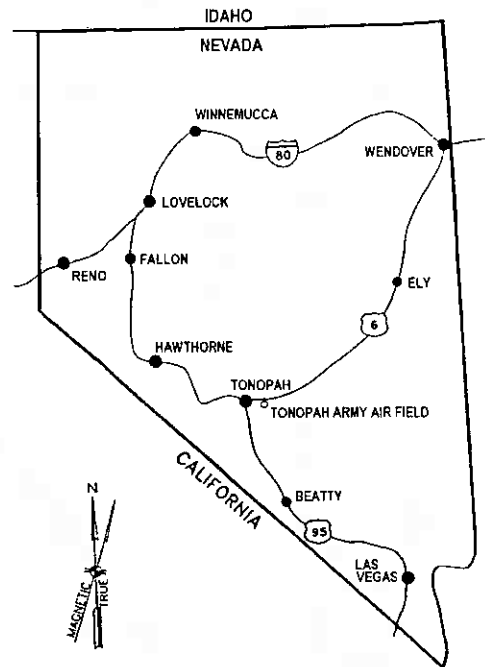 IDAHO
NEVADA
WINNEMUCCA
80
WENDOVER
LOVELOCK
RENO
FALLON
ELY
6
HAWTHORNE
TONOPAH
TONOPAH ARMY AIR FIELD
CALIFORNIA
BEATTY
95
LAS
VEGAS
N
MAGNETIC
TRUE